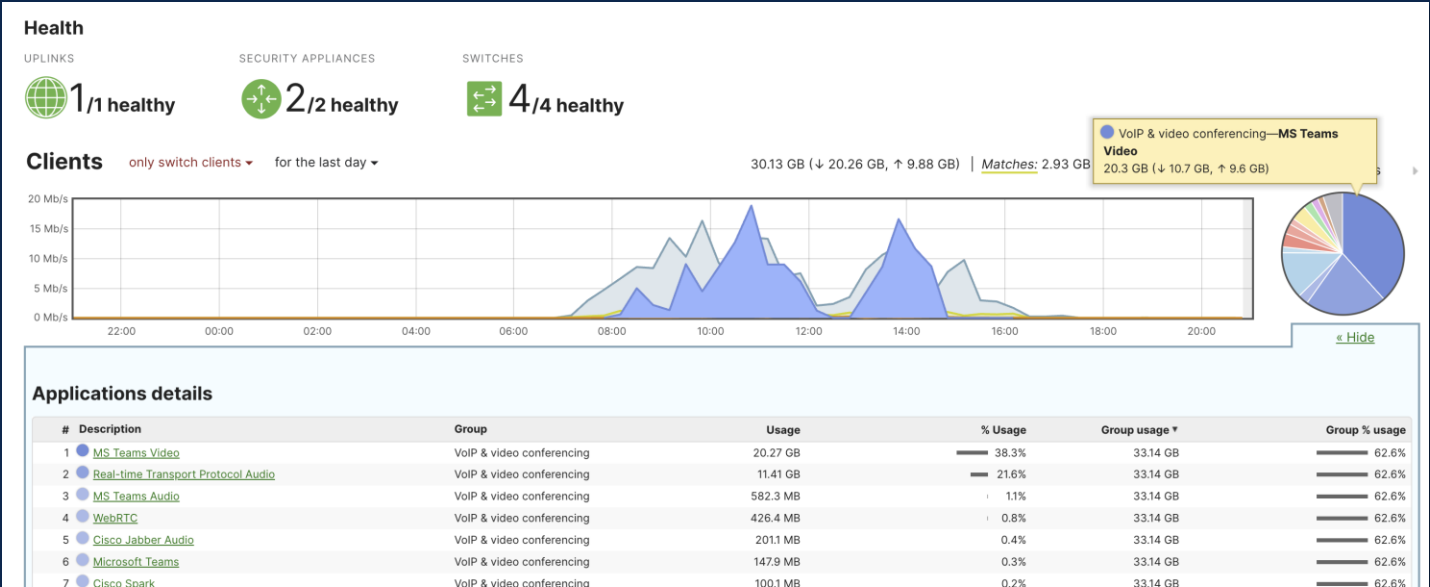 Health
UPLINKS SECURITY APPLIANCES SWITCHES
1/1 healthy 2/2 healthy 4/4 healthy
VoIP & video conferencing—MS Teams
Video
20.3 GB (↓ 10.7 GB, ↑ 9.6 GB)
Clients only switch clients for the last day 30.13 GB (↓ 20.26 GB, ↑ 9.88 GB) | Matches: 2.93 GB
20 Mb/s
15 Mb/s
10 Mb/s
5 Mb/s
0 Mb/s
22:00 00:00 02:00 04:00 06:00 08:00 10:00 12:00 14:00 16:00 18:00 20:00
« Hide
Applications details
# Description Group Usage % Usage Group usage ▼ Group % usage
1 MS Teams Video VoIP & video conferencing 20.27 GB 38.3% 33.14 GB 62.6%
2 Real-time Transport Protocol Audio VoIP & video conferencing 11.41 GB 21.6% 33.14 GB 62.6%
3 MS Teams Audio VoIP & video conferencing 582.3 MB 1.1% 33.14 GB 62.6%
4 WebRTC VoIP & video conferencing 426.4 MB 0.8% 33.14 GB 62.6%
5 Cisco Jabber Audio VoIP & video conferencing 201.1 MB 0.4% 33.14 GB 62.6%
6 Microsoft Teams VoIP & video conferencing 147.9 MB 0.3% 33.14 GB 62.6%
7 Cisco Spark VoIP & video conferencing 100.1 MB 0.2% 33.14 GB 62.6%